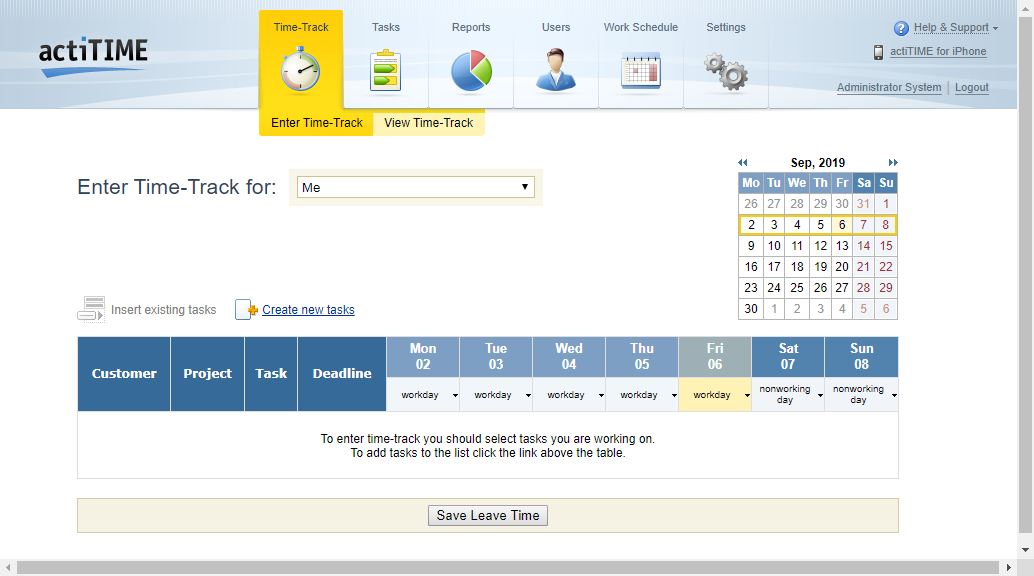 actiTIME
Time-Track
Tasks
Reports
Users
Work Schedule
Settings
Help & Support
actiTIME for iPhone
Administrator System
Logout
Enter Time-Track
View Time-Track
Enter Time-Track for:
Me
Sep, 2019
Mo Tu We Th Fr Sa Su
26 27 28 29 30 31 1
2 3 4 5 6 7 8
9 10 11 12 13 14 15
16 17 18 19 20 21 22
23 24 25 26 27 28 29
30 1 2 3 4 5 6
Insert existing tasks
Create new tasks
Customer
Project
Task
Deadline
Mon
02
Tue
03
Wed
04
Thu
05
Fri
06
Sat
07
Sun
08
workday
workday
workday
workday
workday
nonworking
day
nonworking
day
To enter time-track you should select tasks you are working on.
To add tasks to the list click the link above the table.
Save Leave Time